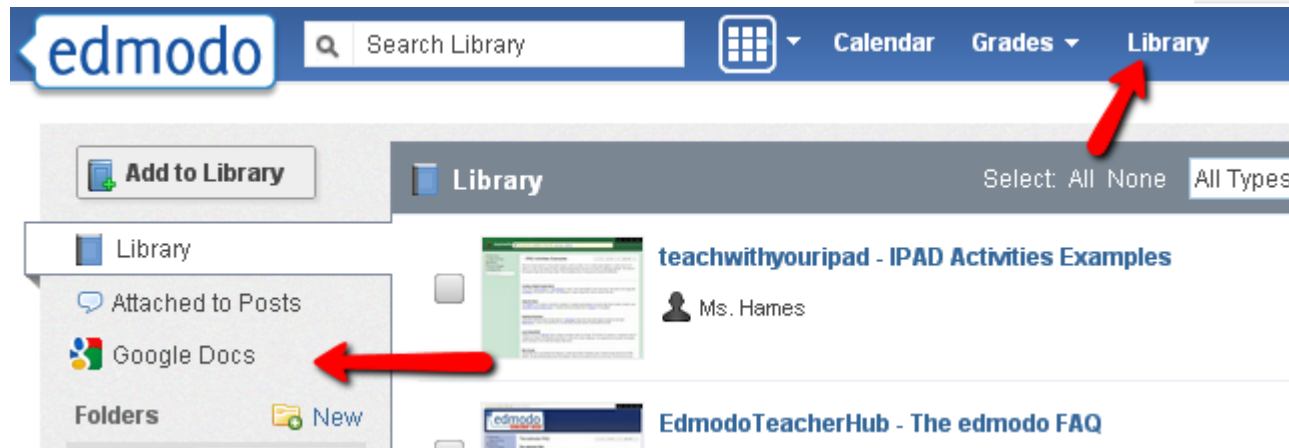 edmodo
Search Library
Calendar
Grades
Library
Add to Library
Library
Select: All None
All Types
Library
Attached to Posts
Google Docs
Folders
New
teachwithyouripad - IPAD Activities Examples
Ms. Hames
edmodo
EdmodoTeacherHub - The edmodo FAQ